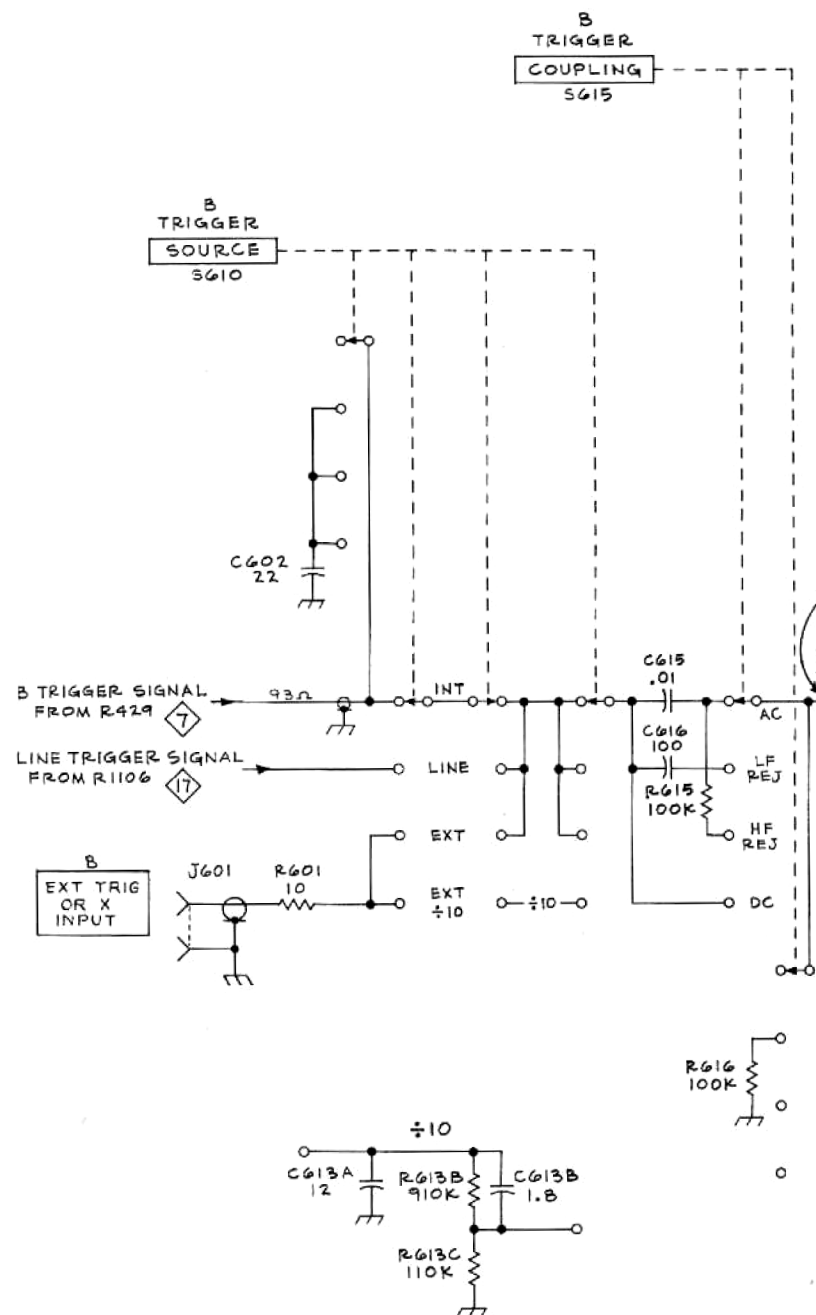 B
TRIGGER
COUPLING
S615
B
TRIGGER
SOURCE
S610
C602
22
B TRIGGER SIGNAL
FROM R429 7
93Ω
INT
C615
.01
AC
LINE TRIGGER SIGNAL
FROM R1106 17
LINE
C616
100
LF
REJ
R615
100K
EXT
HF
REJ
B
EXT TRIG
OR X
INPUT
J601
R601
10
EXT
÷10
÷10
DC
R616
100K
÷10
C613A
12
R613B
910K
C613B
1.8
R613C
110K